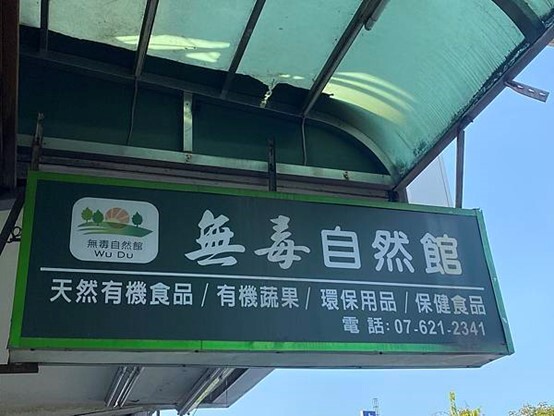 無毒自然館
Wu Du
無毒自然館
天然有機食品 / 有機蔬果 / 環保用品 / 保健食品
電話:07-621-2341